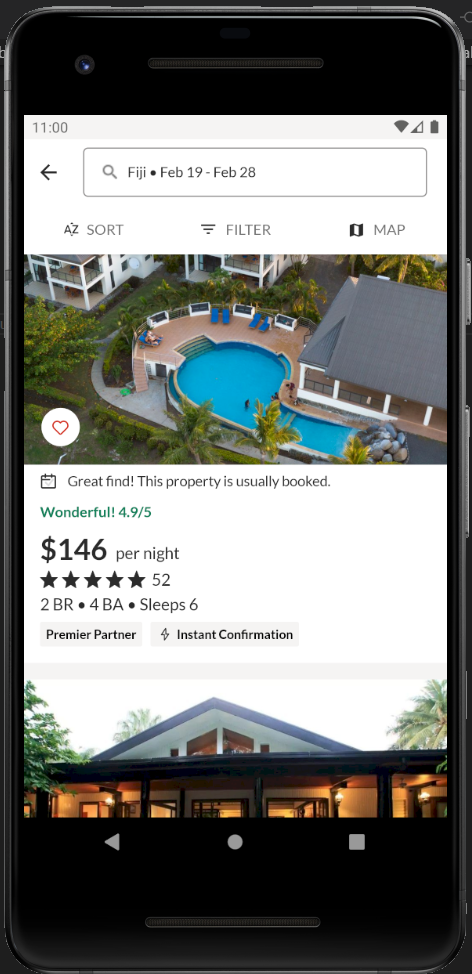 11:00
Fiji • Feb 19 - Feb 28
SORT
FILTER
MAP
Great find! This property is usually booked.
Wonderful! 4.9/5
$146 per night
52
2 BR • 4 BA • Sleeps 6
Premier Partner
Instant Confirmation